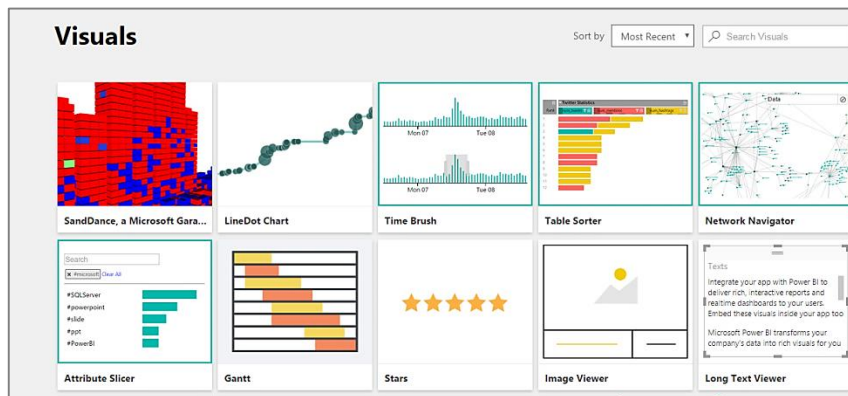 Visuals
Sort by Most Recent Search Visuals
Mon 07 Tue 08
Mon 07 Tue 08
Twitter Statistics
Rank
Data
SandDance, a Microsoft Gara...
LineDot Chart
Time Brush
Table Sorter
Network Navigator
Search
#microsoft Clear All
#SQLServer
#powerpoint
#slide
#ppt
#PowerBI
Texts
Integrate your app with Power BI to
deliver rich, interactive reports and
realtime dashboards to your users.
Embed these visuals inside your app too
Microsoft Power BI transforms your
company's data into rich visuals for you
Attribute Slicer
Gantt
Stars
Image Viewer
Long Text Viewer